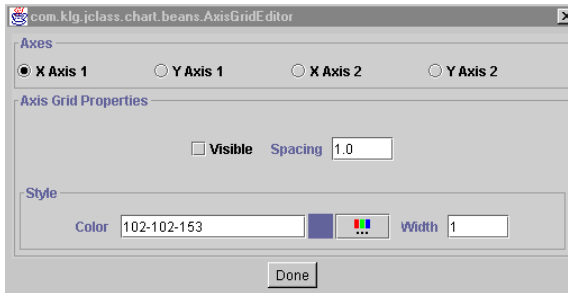 com.klg.jclass.chart.beans.AxisGridEditor
Axes
X Axis 1 Y Axis 1 X Axis 2 Y Axis 2
Axis Grid Properties
Visible Spacing 1.0
Style
Color 102-102-153 Width 1
Done